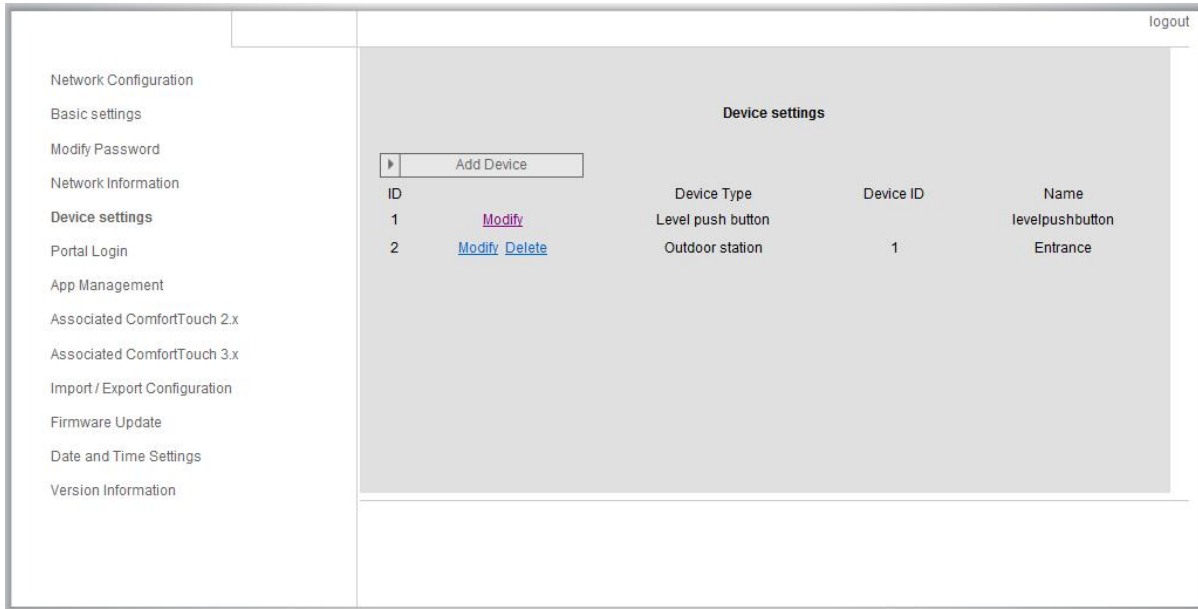 logout
Network Configuration
Basic settings
Modify Password
Network Information
Device settings
Portal Login
App Management
Associated ComfortTouch 2.x
Associated ComfortTouch 3.x
Import / Export Configuration
Firmware Update
Date and Time Settings
Version Information
Device settings
Add Device
ID Device Type Device ID Name
1 Modify Level push button levelpushbutton
2 Modify Delete Outdoor station 1 Entrance